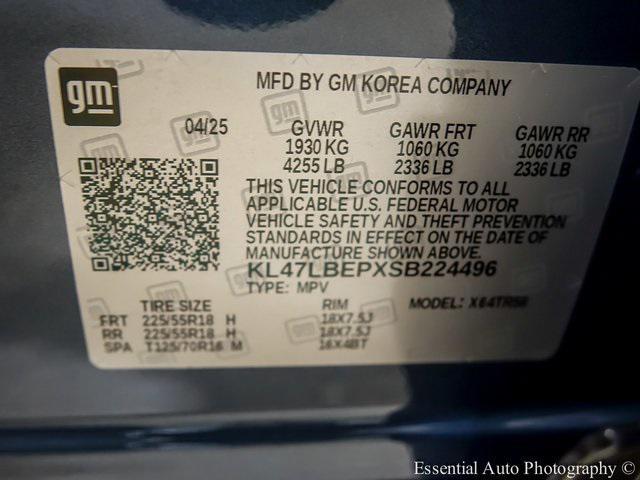 gm
MFD BY GM KOREA COMPANY
04/25
GVWR GAWR FRT GAWR RR
1930 KG 1060 KG 1060 KG
4255 LB 2336 LB 2336 LB
THIS VEHICLE CONFORMS TO ALL
APPLICABLE U.S. FEDERAL MOTOR
VEHICLE SAFETY AND THEFT PREVENTION
STANDARDS IN EFFECT ON THE DATE OF
MANUFACTURE SHOWN ABOVE.
KL47LBEPXSB224496
TYPE: MPV MODEL: X64TR58
TIRE SIZE RIM
FRT 225/55R18 H 18X7.5J
RR 225/55R18 H 18X7.5J
SPA T125/70R16 M 16X4BT
Essential Auto Photography ©